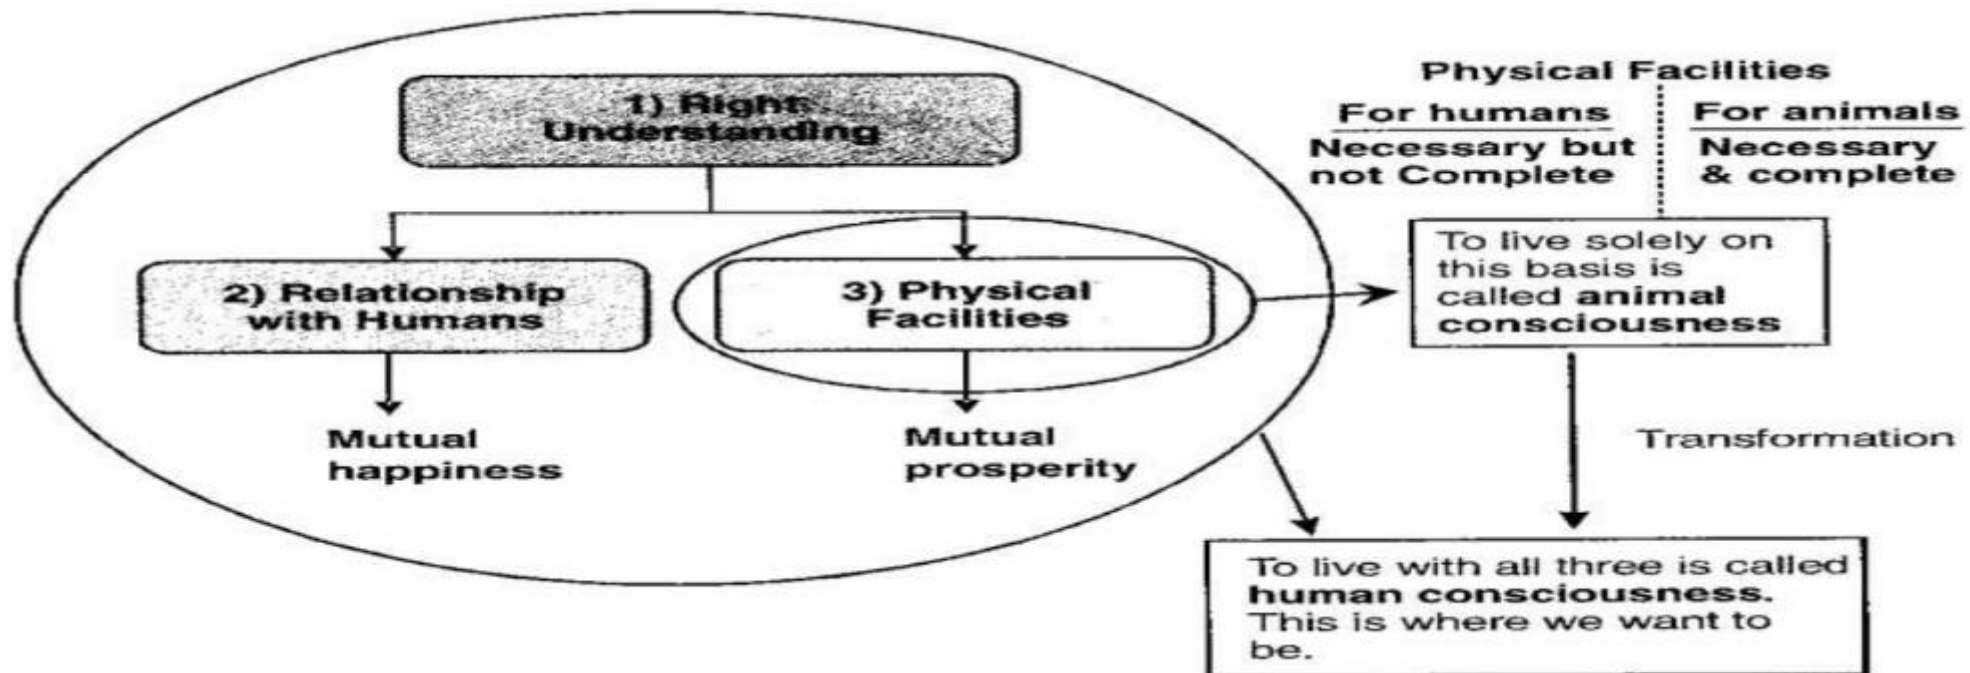 1) Right
Understanding
2) Relationship
with Humans
3) Physical
Facilities
Mutual
happiness
Mutual
prosperity
Physical Facilities
For humans
Necessary but
not Complete
For animals
Necessary
& complete
To live solely on
this basis is
called animal
consciousness
Transformation
To live with all three is called
human consciousness.
This is where we want to
be.